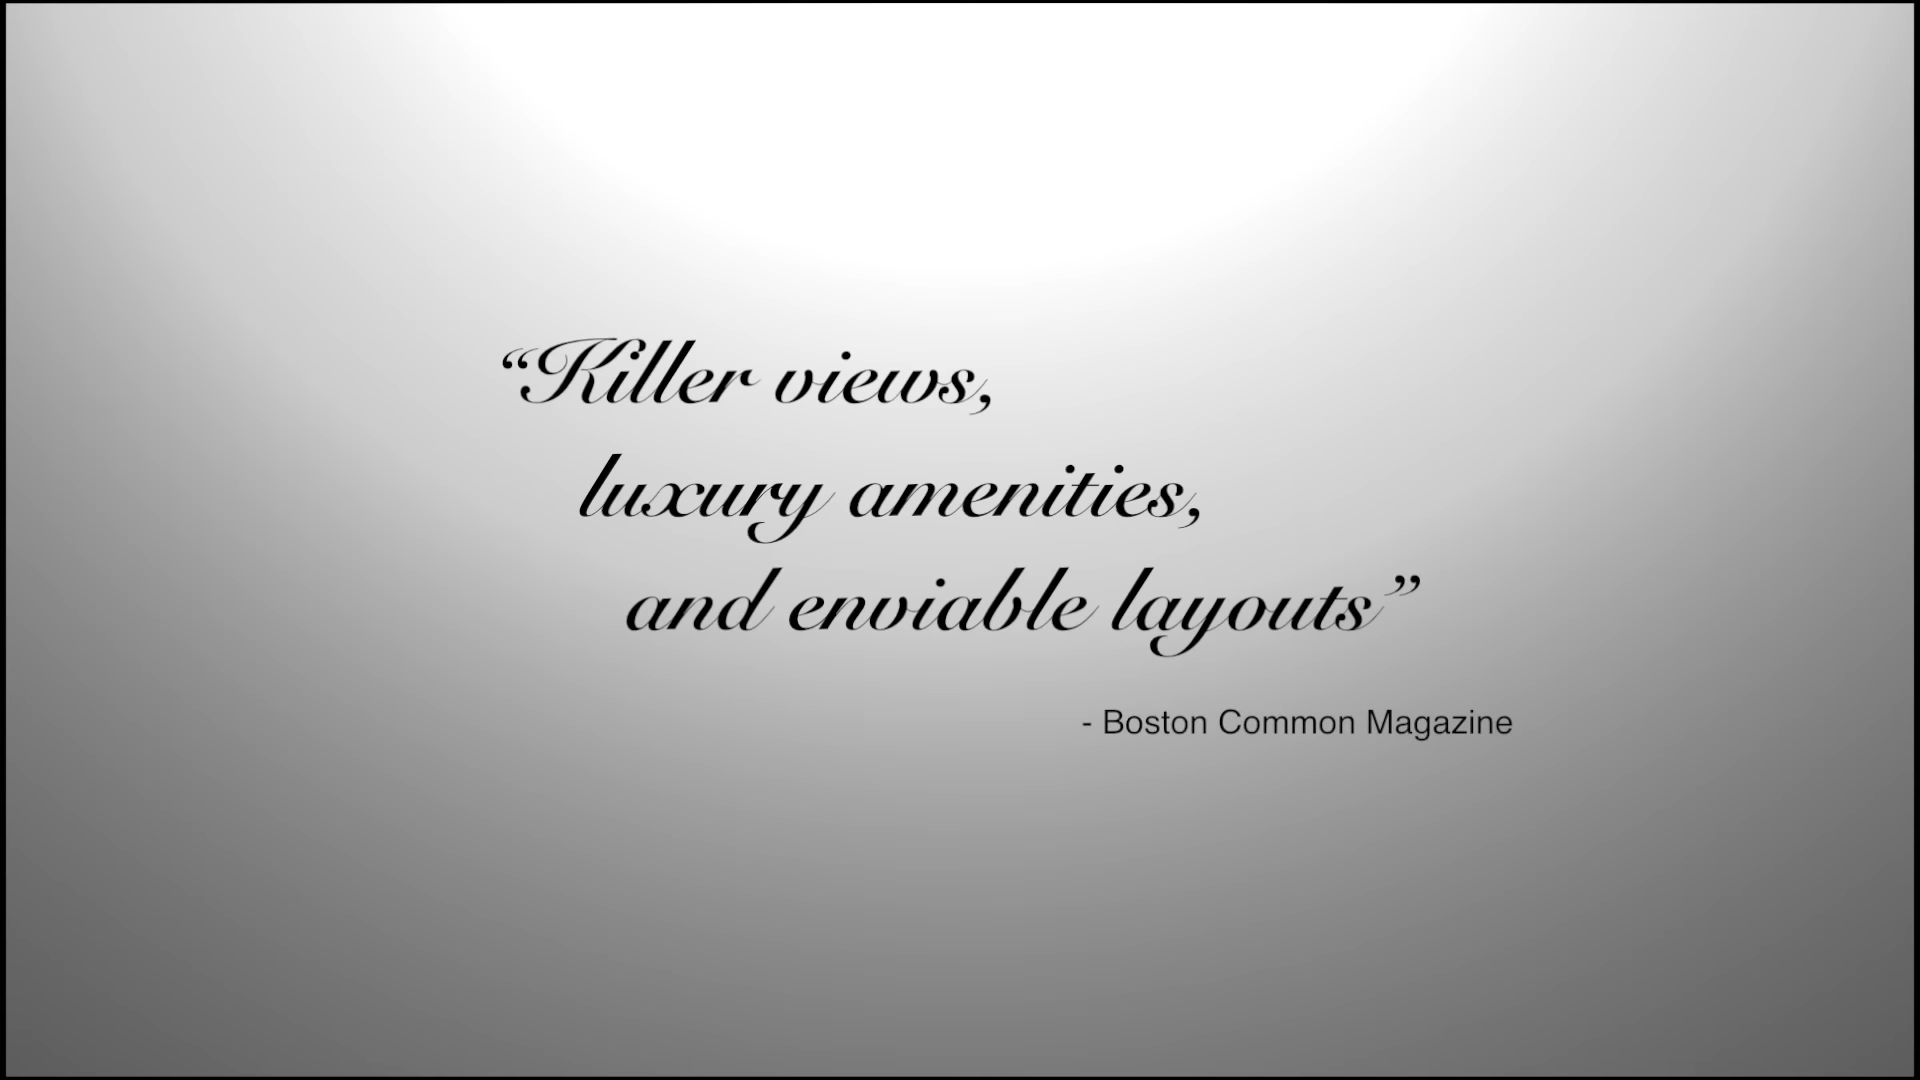 “Killer views,
luxury amenities,
and enviable layouts”
- Boston Common Magazine